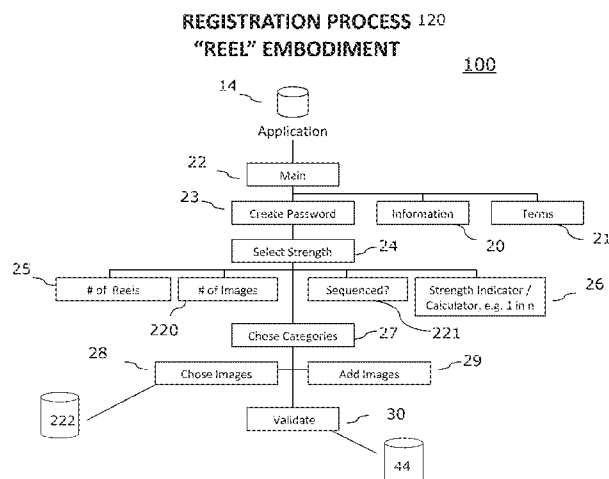 REGISTRATION PROCESS 120
"REEL" EMBODIMENT
100
14
Application
22
Main
23
Create Password
Information
Terms
20
21
Select Strength
24
25
# of Reels
# of Images
Sequenced?
Strength Indicator /
Calculator, e.g. 1 in n
26
220
221
Chose Categories
27
28
Chose Images
Add Images
29
222
Validate
30
44